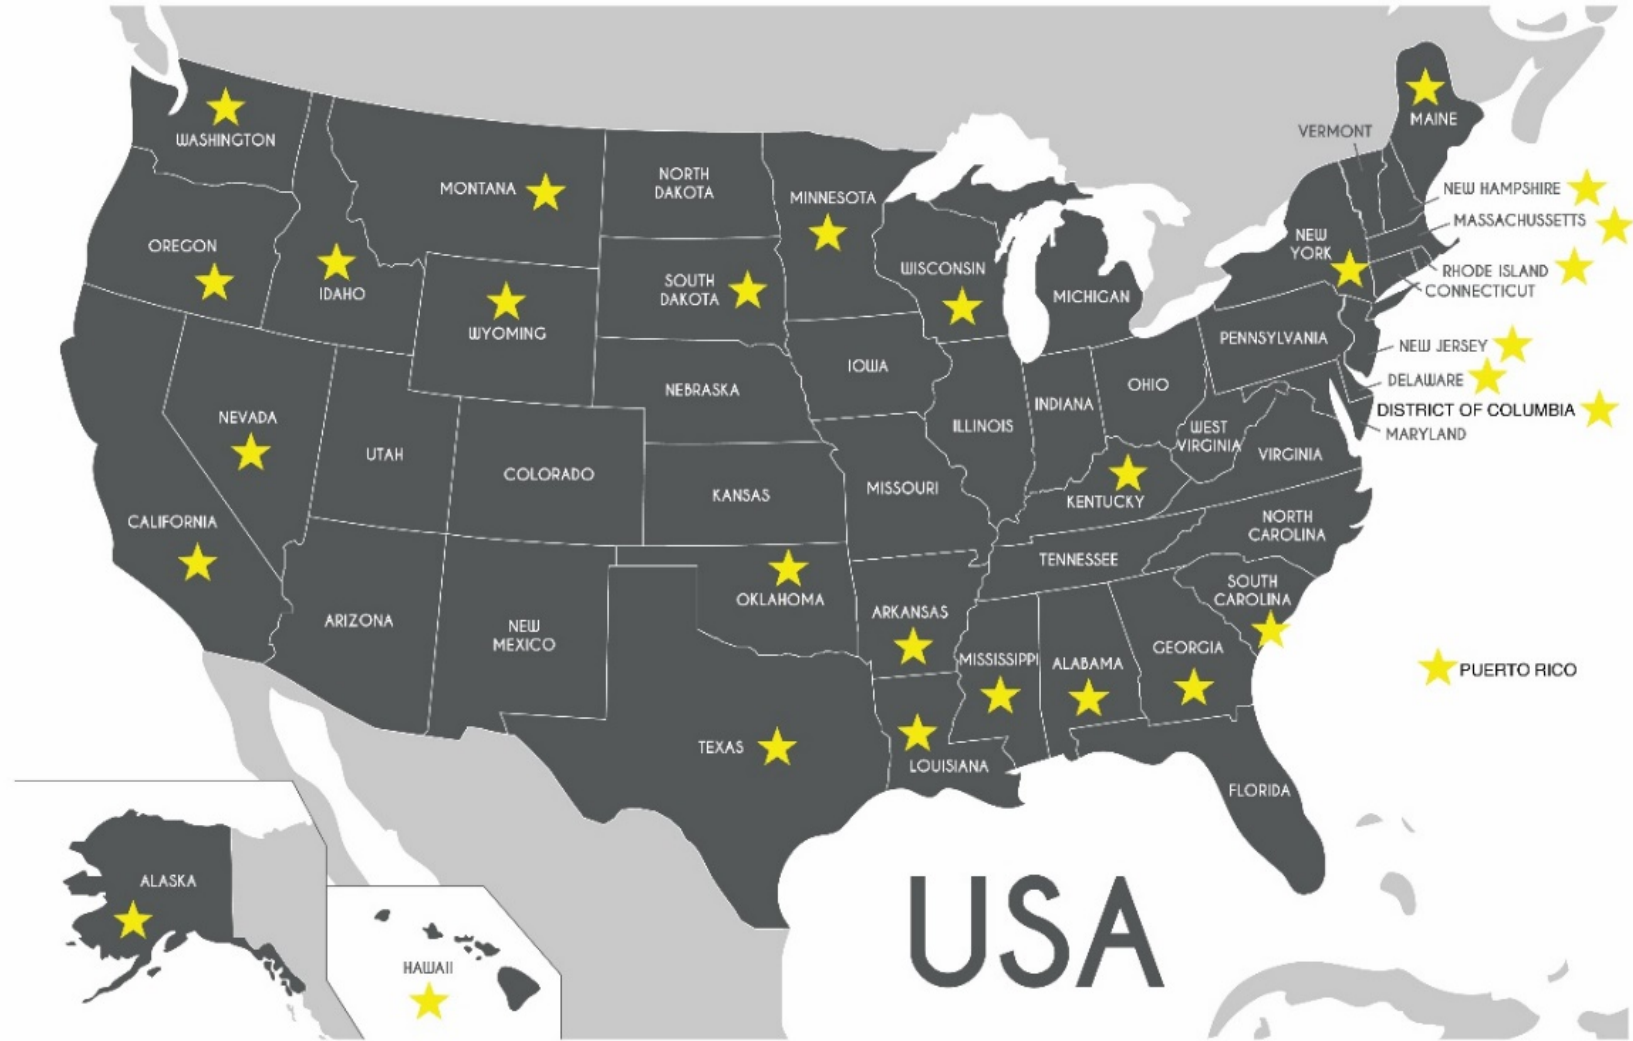 VERMONT
MAINE
WASHINGTON
MONTANA
NORTH
DAKOTA
MINNESOTA
NEW HAMPSHIRE
MASSACHUSSETTS
OREGON
IDAHO
WYOMING
SOUTH
DAKOTA
WISCONSIN
MICHIGAN
NEW
YORK
RHODE ISLAND
CONNECTICUT
PENNSYLVANIA
NEW JERSEY
DELAWARE
DISTRICT OF COLUMBIA
MARYLAND
NEVADA
UTAH
COLORADO
NEBRASKA
IOWA
ILLINOIS
INDIANA
OHIO
WEST
VIRGINIA
VIRGINIA
CALIFORNIA
KANSAS
MISSOURI
KENTUCKY
NORTH
CAROLINA
TENNESSEE
ARIZONA
NEW
MEXICO
OKLAHOMA
ARKANSAS
SOUTH
CAROLINA
MISSISSIPPI
ALABAMA
GEORGIA
PUERTO RICO
TEXAS
LOUISIANA
FLORIDA
ALASKA
HAWAII
USA